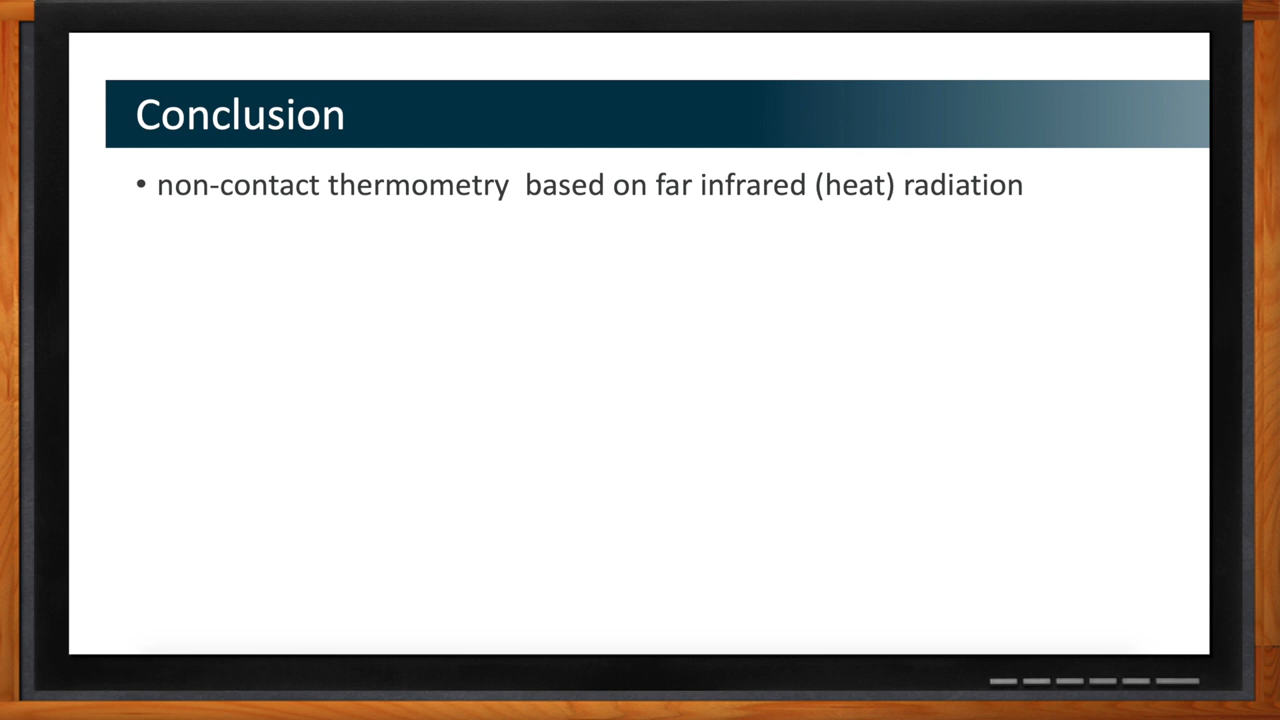 Conclusion
• non-contact thermometry  based on far infrared (heat) radiation